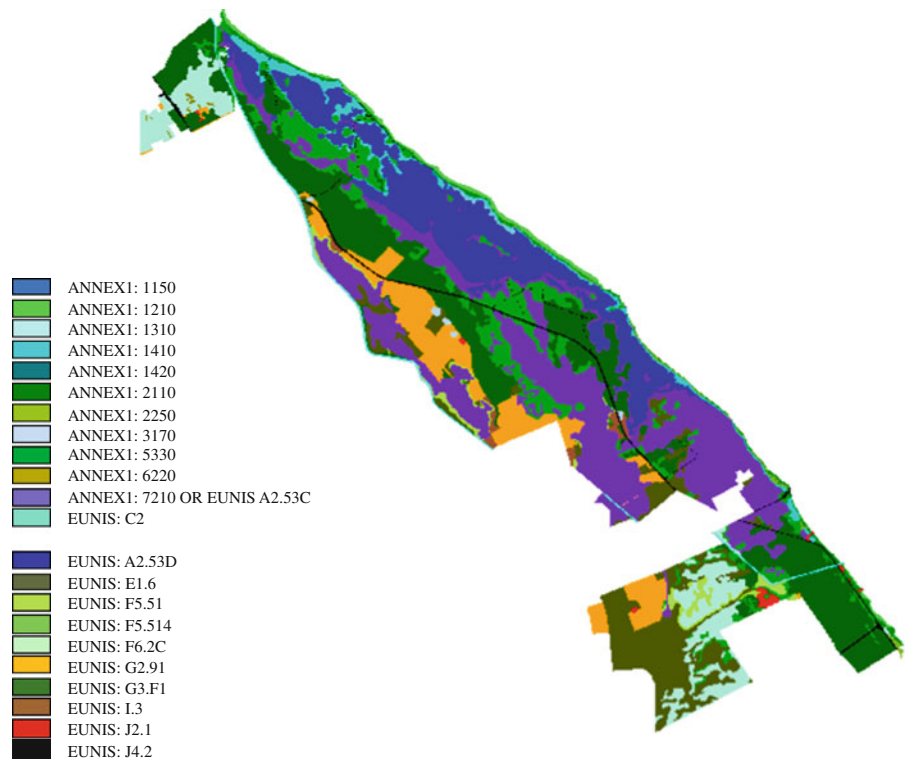 ANNEX1: 1150
ANNEX1: 1210
ANNEX1: 1310
ANNEX1: 1410
ANNEX1: 1420
ANNEX1: 2110
ANNEX1: 2250
ANNEX1: 3170
ANNEX1: 5330
ANNEX1: 6220
ANNEX1: 7210 OR EUNIS A2.53C
EUNIS: C2
EUNIS: A2.53D
EUNIS: E1.6
EUNIS: F5.51
EUNIS: F5.514
EUNIS: F6.2C
EUNIS: G2.91
EUNIS: G3.F1
EUNIS: I.3
EUNIS: J2.1
EUNIS: J4.2